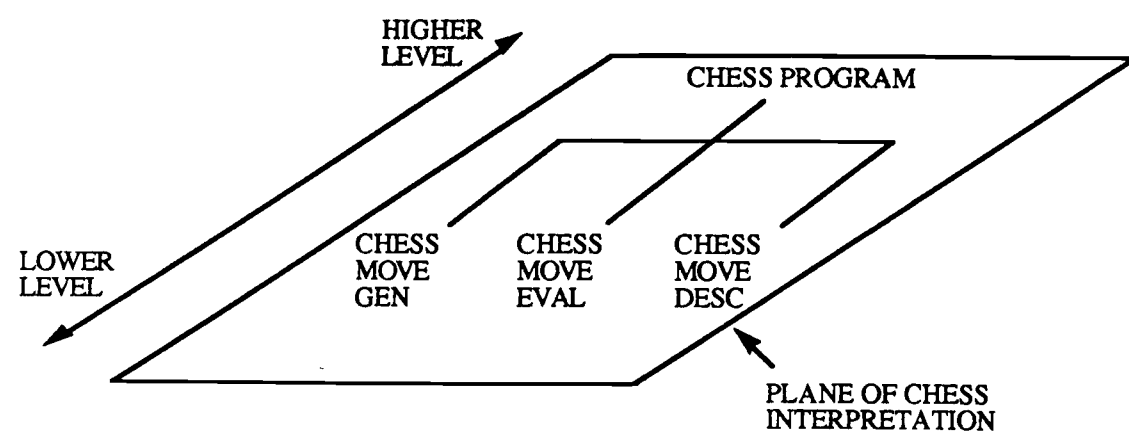 HIGHER
LEVEL
CHESS PROGRAM
CHESS
MOVE
GEN
CHESS
MOVE
EVAL
CHESS
MOVE
DESC
LOWER
LEVEL
PLANE OF CHESS
INTERPRETATION